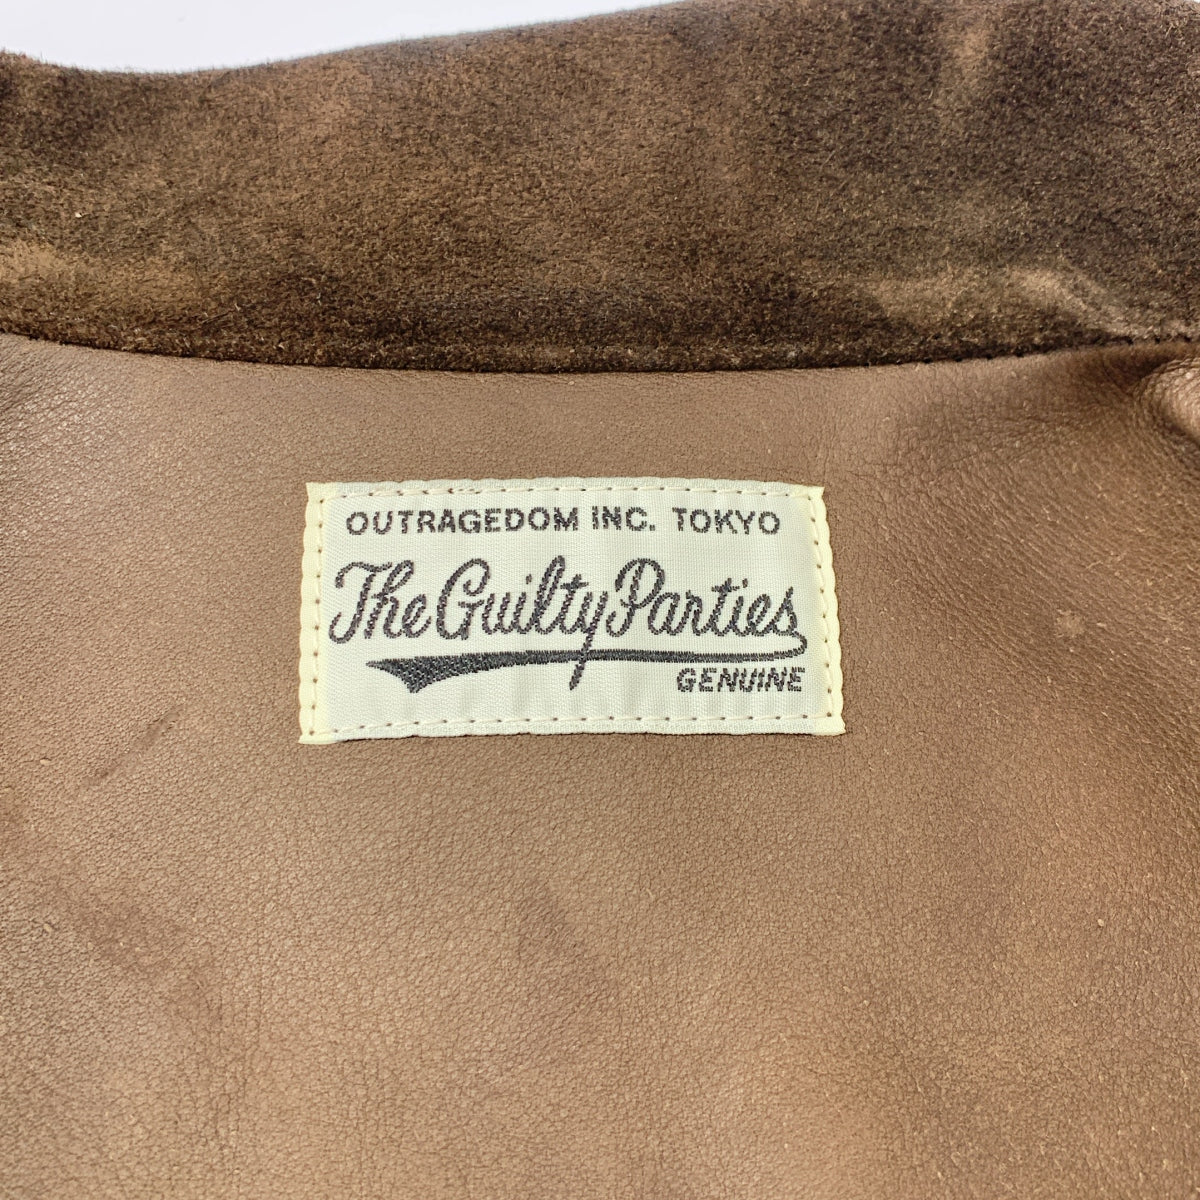 OUTRAGEDOM INC. TOKYO
The Guilty Parties
GENUINE